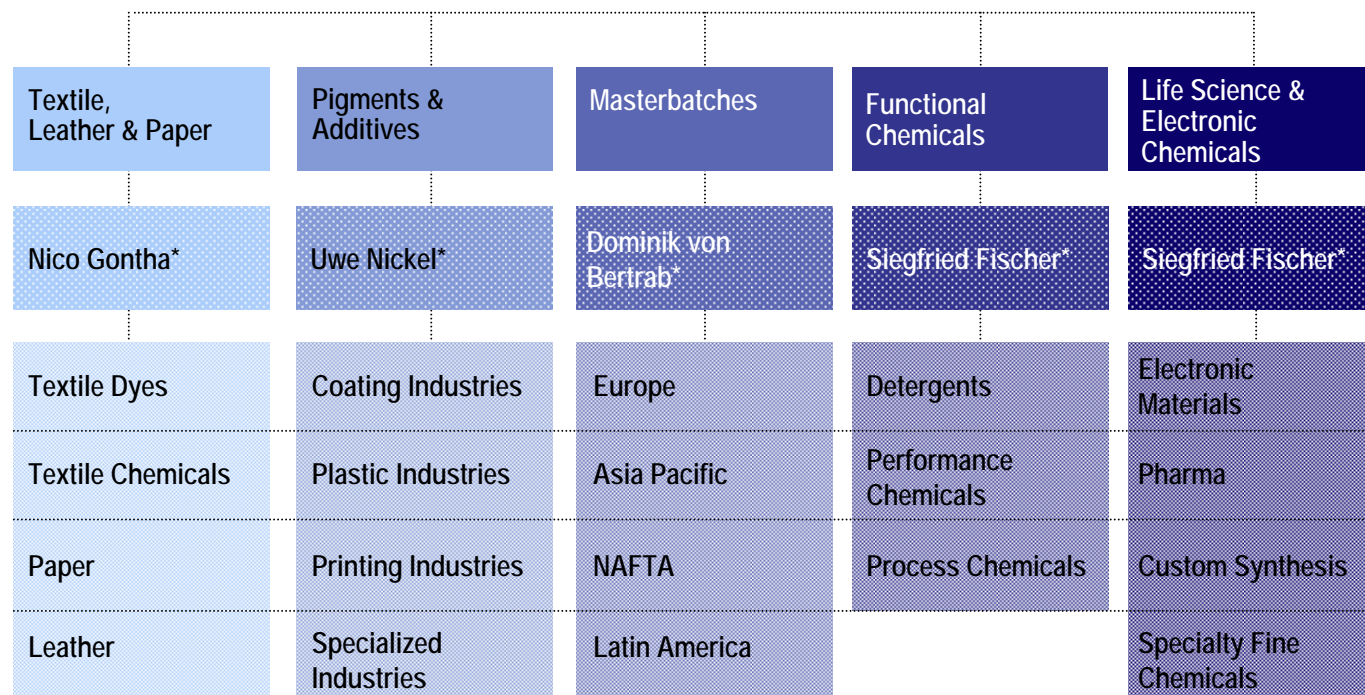 Textile,
Leather & Paper
Pigments &
Additives
Masterbatches
Functional
Chemicals
Life Science &
Electronic
Chemicals
Nico Gontha*
Uwe Nickel*
Dominik von
Bertrab*
Siegfried Fischer*
Siegfried Fischer*
Textile Dyes
Coating Industries
Europe
Detergents
Electronic
Materials
Textile Chemicals
Plastic Industries
Asia Pacific
Performance
Chemicals
Pharma
Paper
Printing Industries
NAFTA
Process Chemicals
Custom Synthesis
Leather
Specialized
Industries
Latin America
Specialty Fine
Chemicals